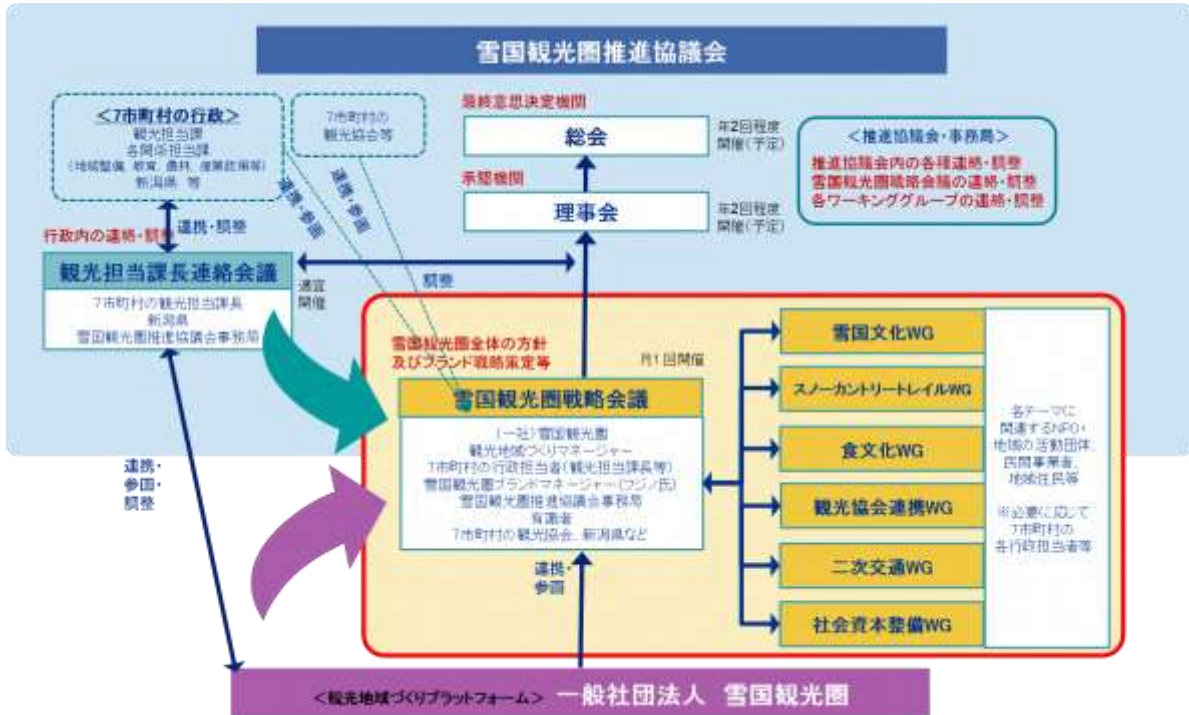 雪国観光圏推進協議会
<7市町村の行政>
観光担当課
各関係担当課
(地域整備、教育、農林、産業政策等)
新潟県 等
7市町村の
観光協会等
連携・参画
連携・参画
最終意思決定機関
総会
年2回程度
開催(予定)
承認機関
理事会
年2回程度
開催(予定)
<推進協議会・事務局>
推進協議会内の各種連絡・調整
雪国観光圏戦略会議の連絡・調整
各ワーキンググループの連絡・調整
連携・調整
行政内の連絡・調整
観光担当課長連絡会議
7市町村の観光担当課長
新潟県
雪国観光圏推進協議会事務局
適宜
開催
調整
雪国観光圏全体の方針
及びブランド戦略策定等
月1回開催
雪国観光圏戦略会議
(一社)雪国観光圏
観光地域づくりマネージャー
7市町村の行政担当者(観光担当課長等)
雪国観光圏ブランドマネージャー(フジノ氏)
雪国観光圏推進協議会事務局
有識者
7市町村の観光協会、新潟県など
雪国文化WG
スノーカントリートレイルWG
食文化WG
観光協会連携WG
二次交通WG
社会資本整備WG
各テーマに
関連するNPO・
地域の活動団体、
民間事業者、
地域住民等
※必要に応じて
7市町村の
各行政担当者等
連携・
参画・
調整
連携・
参画
<観光地域づくりプラットフォーム> 一般社団法人 雪国観光圏